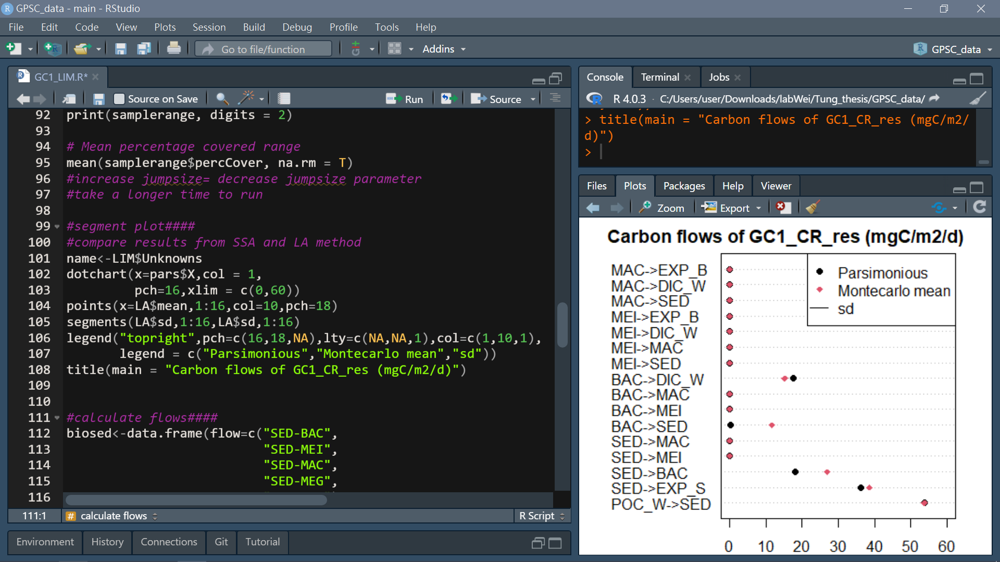 GPSC_data - main - RStudio
File Edit Code View Plots Session Build Debug Profile Tools Help
Go to file/function Addins GPSC_data
GC1_LIM.R*
Source on Save Run Source
92 print(samplerange, digits = 2)
93
94 # Mean percentage covered range
95 mean(samplerange$percCover, na.rm = T)
96 #increase jumpsize= decrease jumpsize parameter
97 #take a longer time to run
98
99 #segment plot####
100 #compare results from SSA and LA method
101 name<-LIM$Unknowns
102 dotchart(x=pars$X,col = 1,
103 pch=16,xlim = c(0,60))
104 points(x=LA$mean,1:16,col=10,pch=18)
105 segments(LA$sd,1:16,LA$sd,1:16)
106 legend("topright",pch=c(16,18,NA),lty=c(NA,NA,1),col=c(1,10,1),
107 legend = c("Parsimonious","Montecarlo mean","sd"))
108 title(main = "Carbon flows of GC1_CR_res (mgC/m2/d)")
109
110
111 #calculate flows####
112 biosed<-data.frame(flow=c("SED-BAC",
113 "SED-MEI",
114 "SED-MAC",
115 "SED-MEG",
116
111:1 # calculate flows R Script
Environment History Connections Git Tutorial
Console Terminal Jobs
R 4.0.3 · C:/Users/user/Downloads/labWei/Tung_thesis/GPSC_data/
> title(main = "Carbon flows of GC1_CR_res (mgC/m2/
d)")
>
Files Plots Packages Help Viewer
Zoom Export
Carbon flows of GC1_CR_res (mgC/m2/d)
MAC->EXP_B
MAC->DIC_W
MAC->SED
MEI->EXP_B
MEI->DIC_W
MEI->MAC
MEI->SED
BAC->DIC_W
BAC->MAC
BAC->MEI
BAC->SED
SED->MAC
SED->MEI
SED->BAC
SED->EXP_S
POC_W->SED
Parsimonious
Montecarlo mean
sd
0 10 20 30 40 50 60